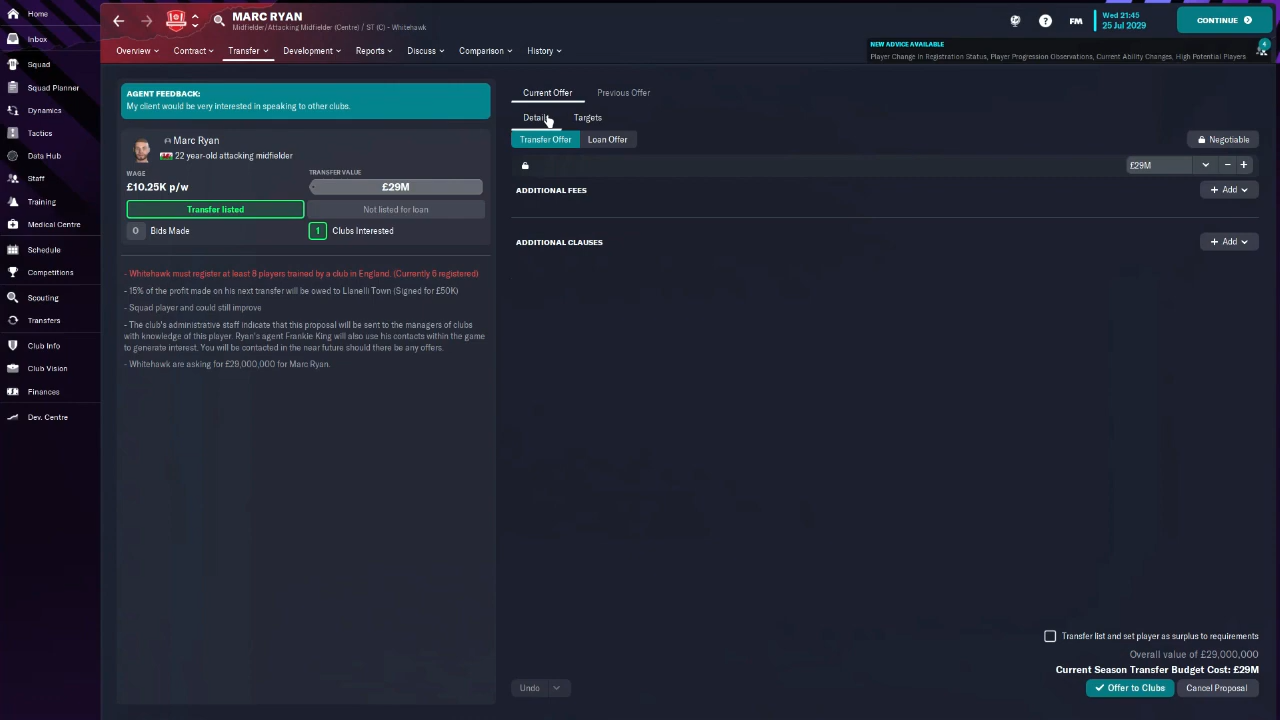 Home
Inbox
Squad
Squad Planner
Dynamics
Tactics
Data Hub
Staff
Training
Medical Centre
Schedule
Competitions
Scouting
Transfers
Club Info
Club Vision
Finances
Dev. Centre
MARC RYAN
Midfielder/Attacking Midfielder (Centre) / ST (C) - Whitehawk
FM
Wed 21:45
25 Jul 2029
CONTINUE
Overview
Contract
Transfer
Development
Reports
Discuss
Comparison
History
NEW ADVICE AVAILABLE
Player Change In Registration Status, Player Progression Observations, Current Ability Changes, High Potential Players
4
AGENT FEEDBACK:
My client would be very interested in speaking to other clubs.
Marc Ryan
22 year-old attacking midfielder
WAGE
£10.25K p/w
TRANSFER VALUE
£29M
Transfer listed
Not listed for loan
0 Bids Made
1 Clubs Interested
- Whitehawk must register at least 8 players trained by a club in England. (Currently 6 registered)
- 15% of the profit made on his next transfer will be owed to Llanelli Town (Signed for £50K)
- Squad player and could still improve
- The club's administrative staff indicate that this proposal will be sent to the managers of clubs
with knowledge of this player. Ryan's agent Frankie King will also use his contacts within the game
to generate interest. You will be contacted in the near future should there be any offers.
- Whitehawk are asking for £29,000,000 for Marc Ryan.
Current Offer
Previous Offer
Details
Targets
Transfer Offer
Loan Offer
Negotiable
£29M
ADDITIONAL FEES
+ Add
ADDITIONAL CLAUSES
+ Add
Transfer list and set player as surplus to requirements
Overall value of £29,000,000
Current Season Transfer Budget Cost: £29M
Undo
Offer to Clubs
Cancel Proposal